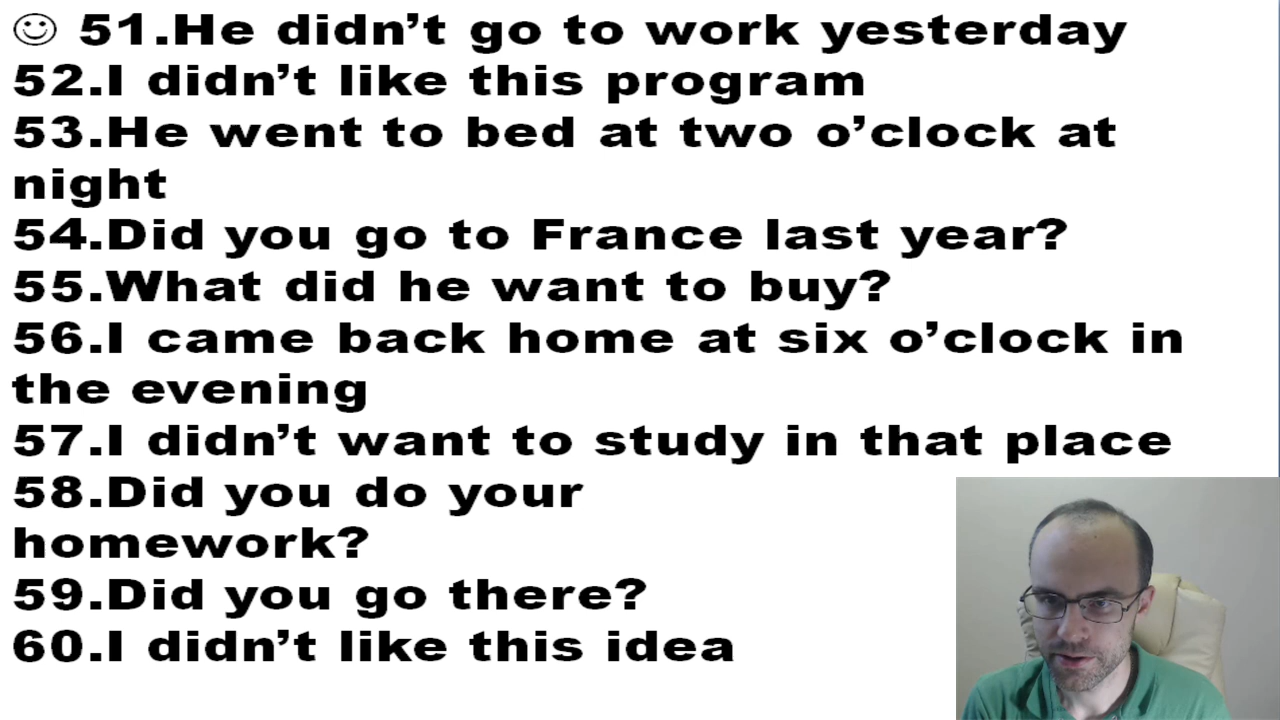 ☺ 51.He didn’t go to work yesterday
52.I didn’t like this program
53.He went to bed at two o’clock at
night
54.Did you go to France last year?
55.What did he want to buy?
56.I came back home at six o’clock in
the evening
57.I didn’t want to study in that place
58.Did you do your
homework?
59.Did you go there?
60.I didn’t like this idea